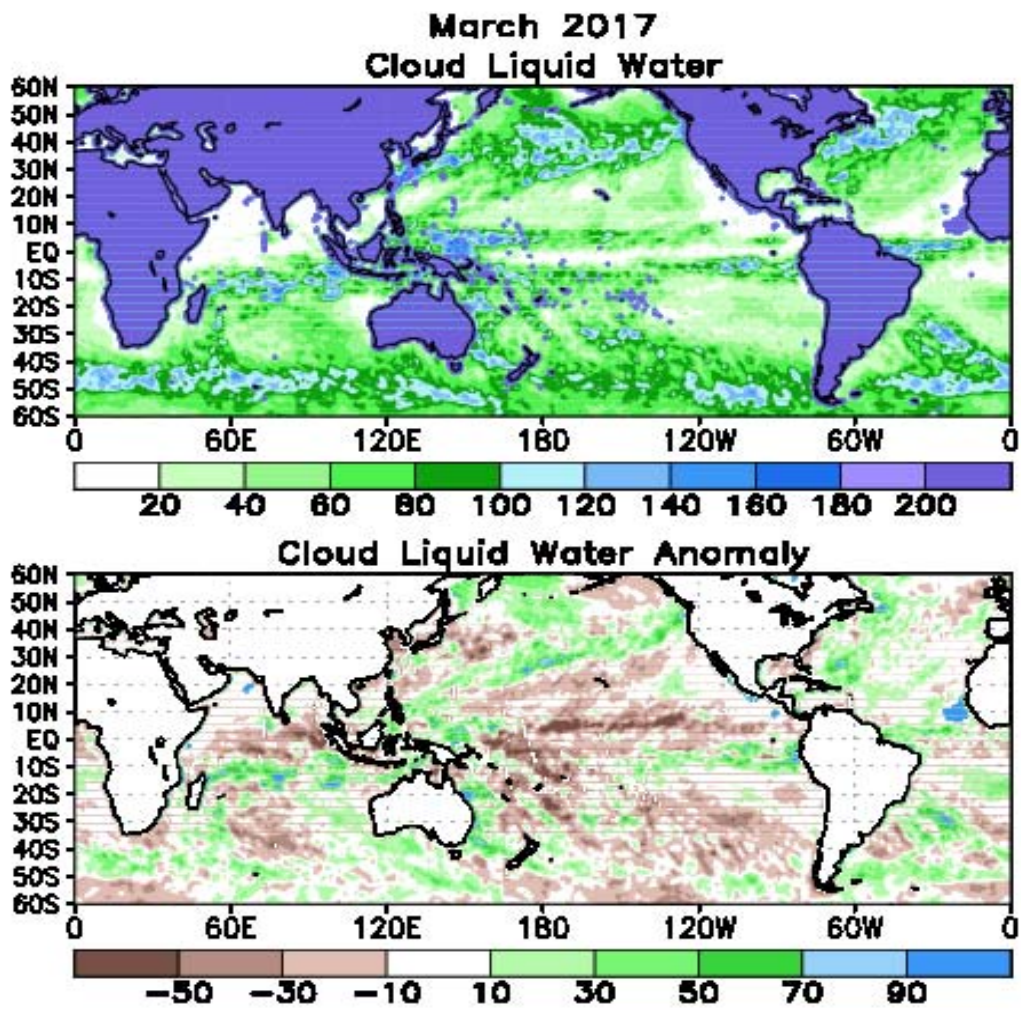 March 2017
Cloud Liquid Water
60N
50N
40N
30N
20N
10N
EQ
10S
20S
30S
40S
50S
60S
0 60E 120E 180 120W 60W 0
20 40 60 80 100 120 140 160 180 200
Cloud Liquid Water Anomaly
60N
50N
40N
30N
20N
10N
EQ
10S
20S
30S
40S
50S
60S
0 60E 120E 180 120W 60W 0
-50 -30 -10 10 30 50 70 90